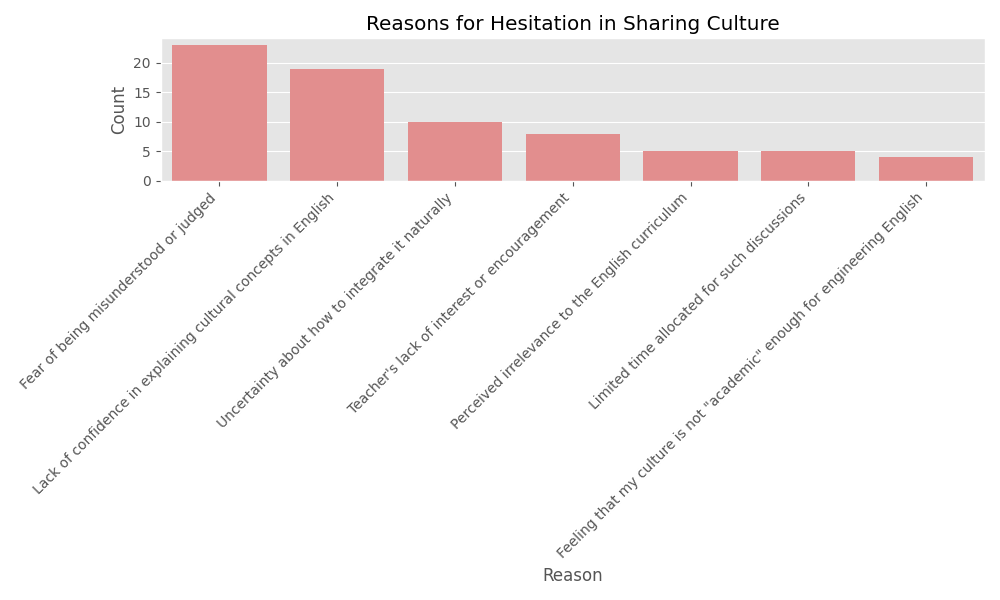 Reasons for Hesitation in Sharing Culture
Count
20
15
10
5
0
Fear of being misunderstood or judged
Lack of confidence in explaining cultural concepts in English
Uncertainty about how to integrate it naturally
Teacher's lack of interest or encouragement
Perceived irrelevance to the English curriculum
Limited time allocated for such discussions
Feeling that my culture is not "academic" enough for engineering English
Reason